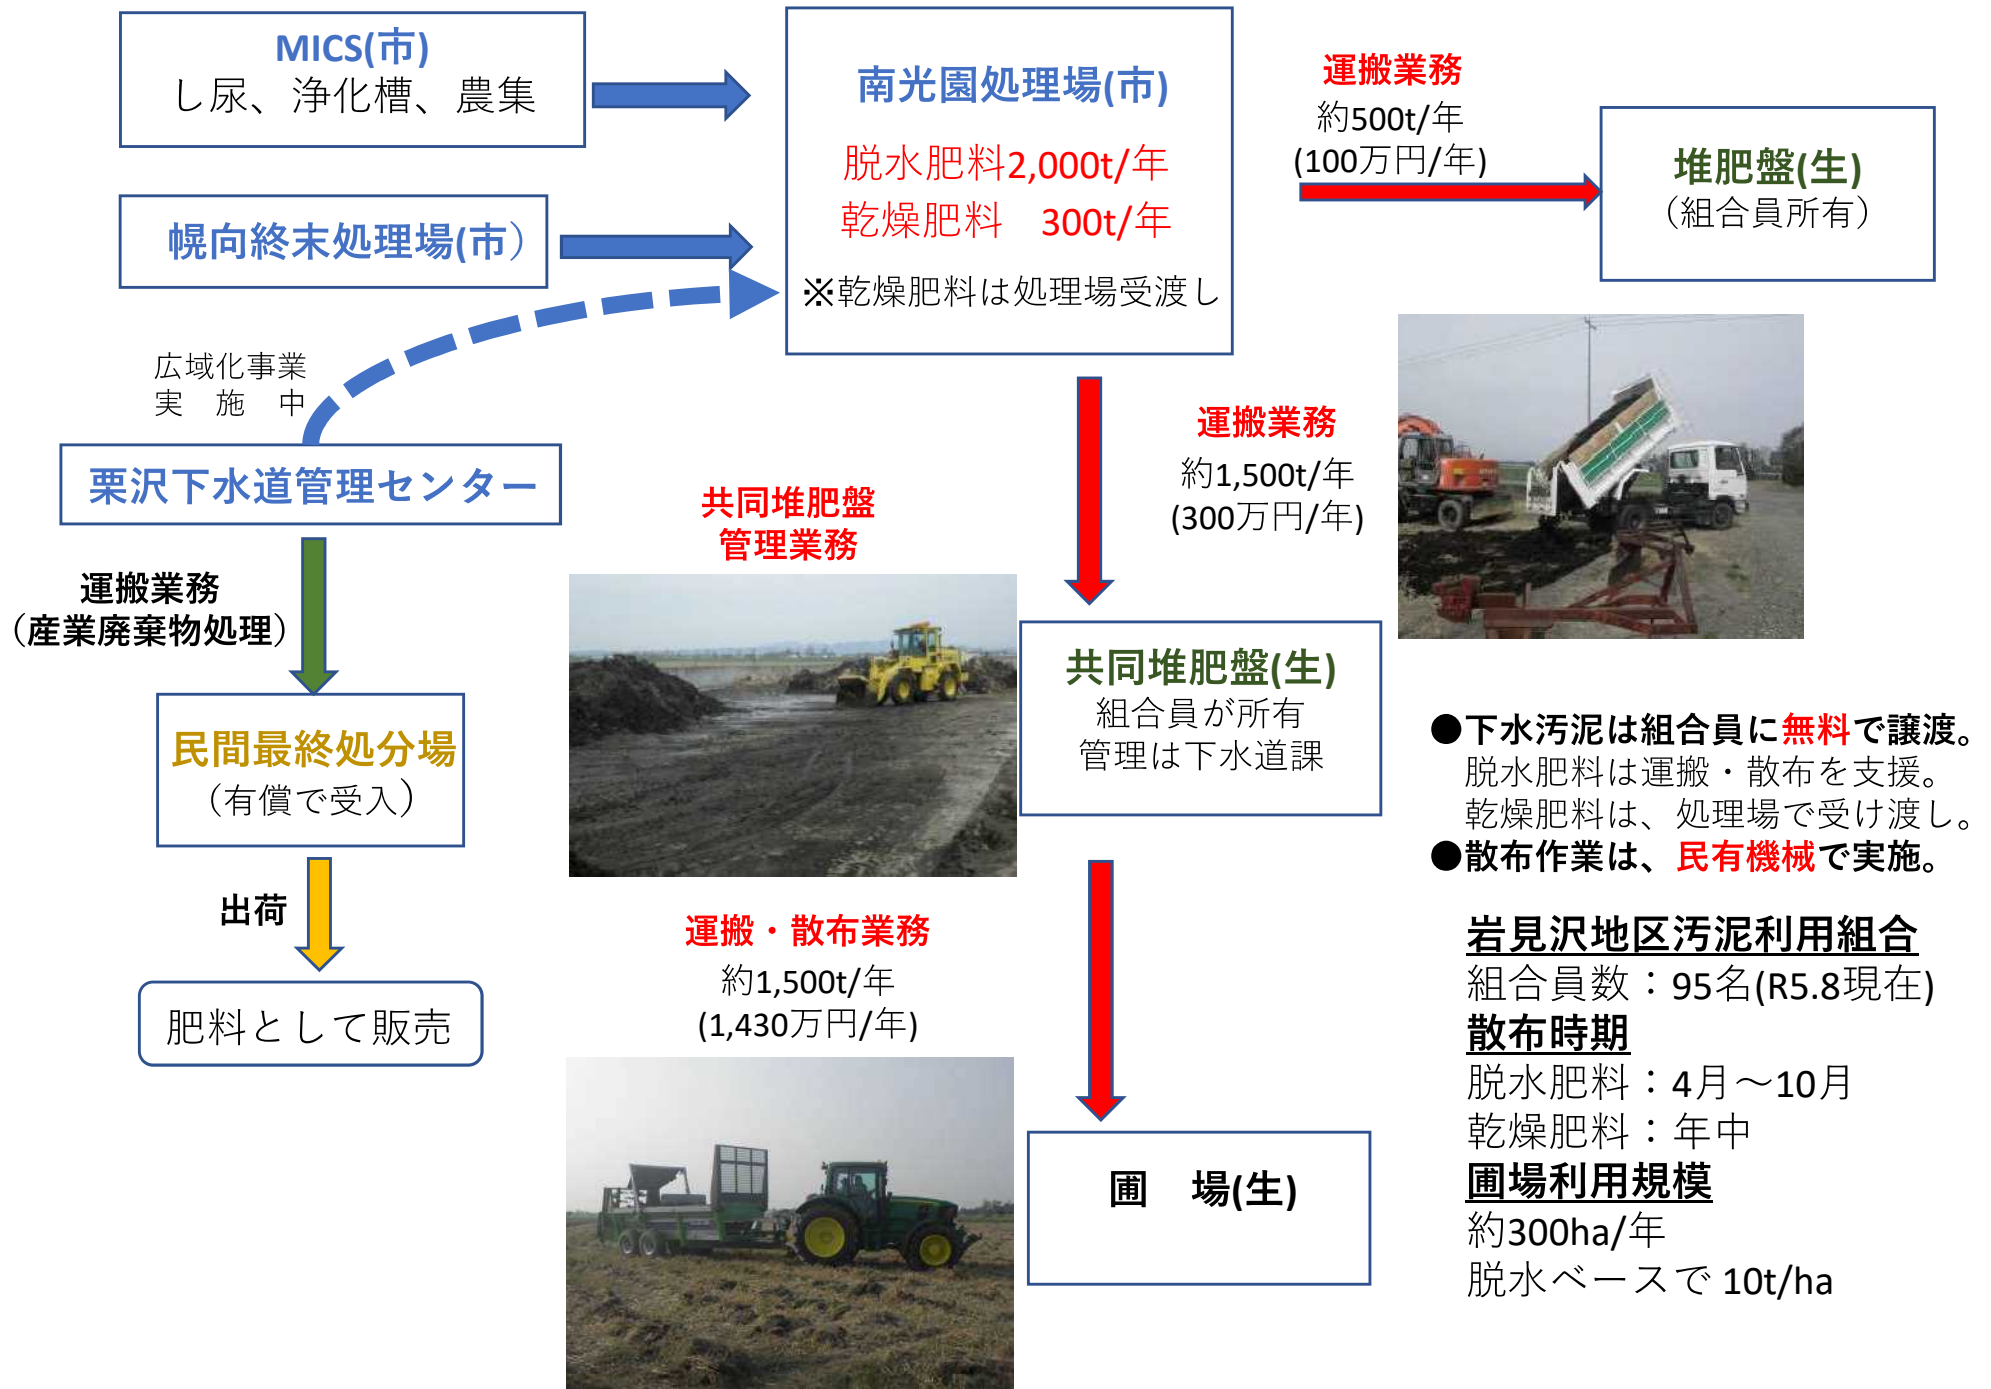 MICS(市)
し尿、浄化槽、農集
幌向終末処理場(市）
広域化事業
実　施　中
栗沢下水道管理センター
運搬業務
（産業廃棄物処理）
民間最終処分場
（有償で受入）
出荷
肥料として販売
南光園処理場(市)
脱水肥料2,000t/年
乾燥肥料　300t/年
※乾燥肥料は処理場受渡し
運搬業務
約500t/年
(100万円/年)
堆肥盤(生)
（組合員所有）
運搬業務
約1,500t/年
(300万円/年)
共同堆肥盤
管理業務
共同堆肥盤(生)
組合員が所有
管理は下水道課
運搬・散布業務
約1,500t/年
(1,430万円/年)
圃　場(生)
●下水汚泥は組合員に無料で譲渡。
脱水肥料は運搬・散布を支援。
乾燥肥料は、処理場で受け渡し。
●散布作業は、民有機械で実施。
岩見沢地区汚泥利用組合
組合員数：95名(R5.8現在)
散布時期
脱水肥料：4月～10月
乾燥肥料：年中
圃場利用規模
約300ha/年
脱水ベースで 10t/ha